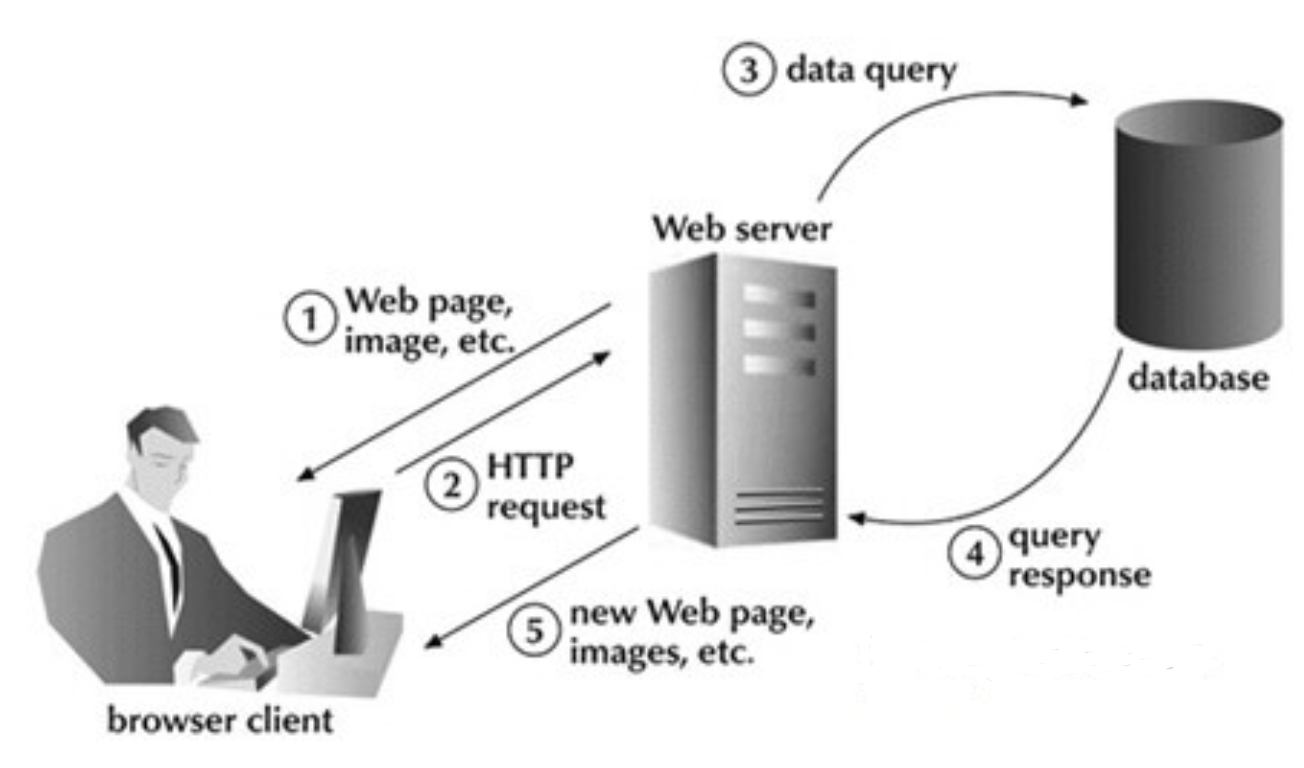 3 data query
Web server
1 Web page,
image, etc.
database
2 HTTP
request
4 query
response
5 new Web page,
images, etc.
browser client